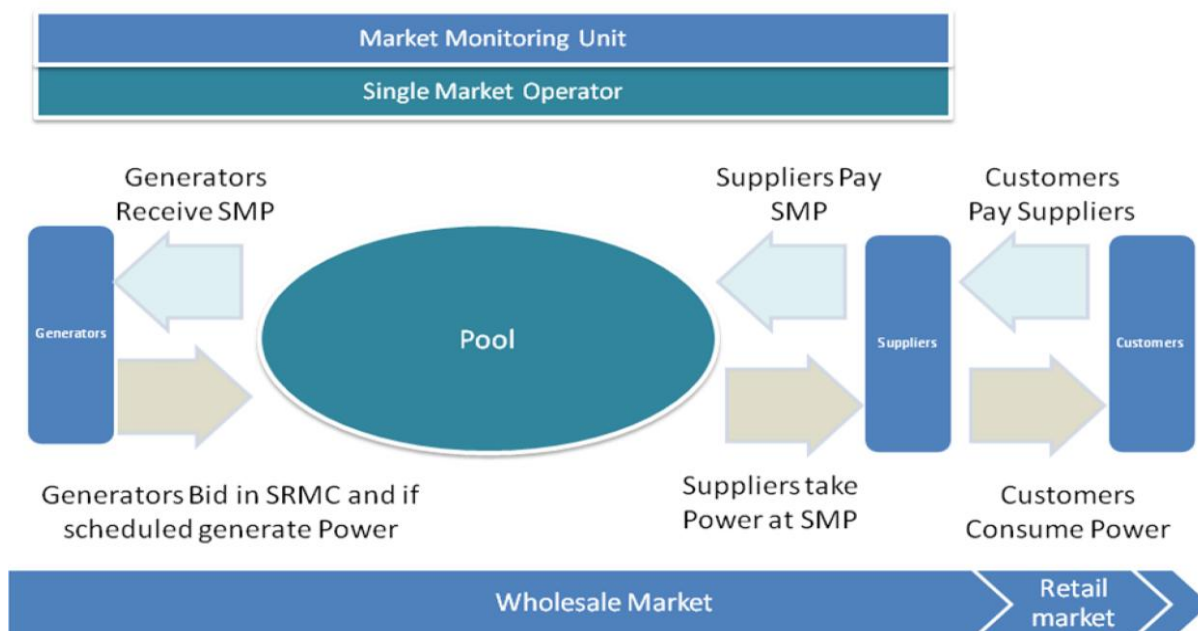 Market Monitoring Unit
Single Market Operator
Generators
Receive SMP
Suppliers Pay
SMP
Customers
Pay Suppliers
Generators
Pool
Suppliers
Customers
Generators Bid in SRMC and if
scheduled generate Power
Suppliers take
Power at SMP
Customers
Consume Power
Wholesale Market
Retail
market